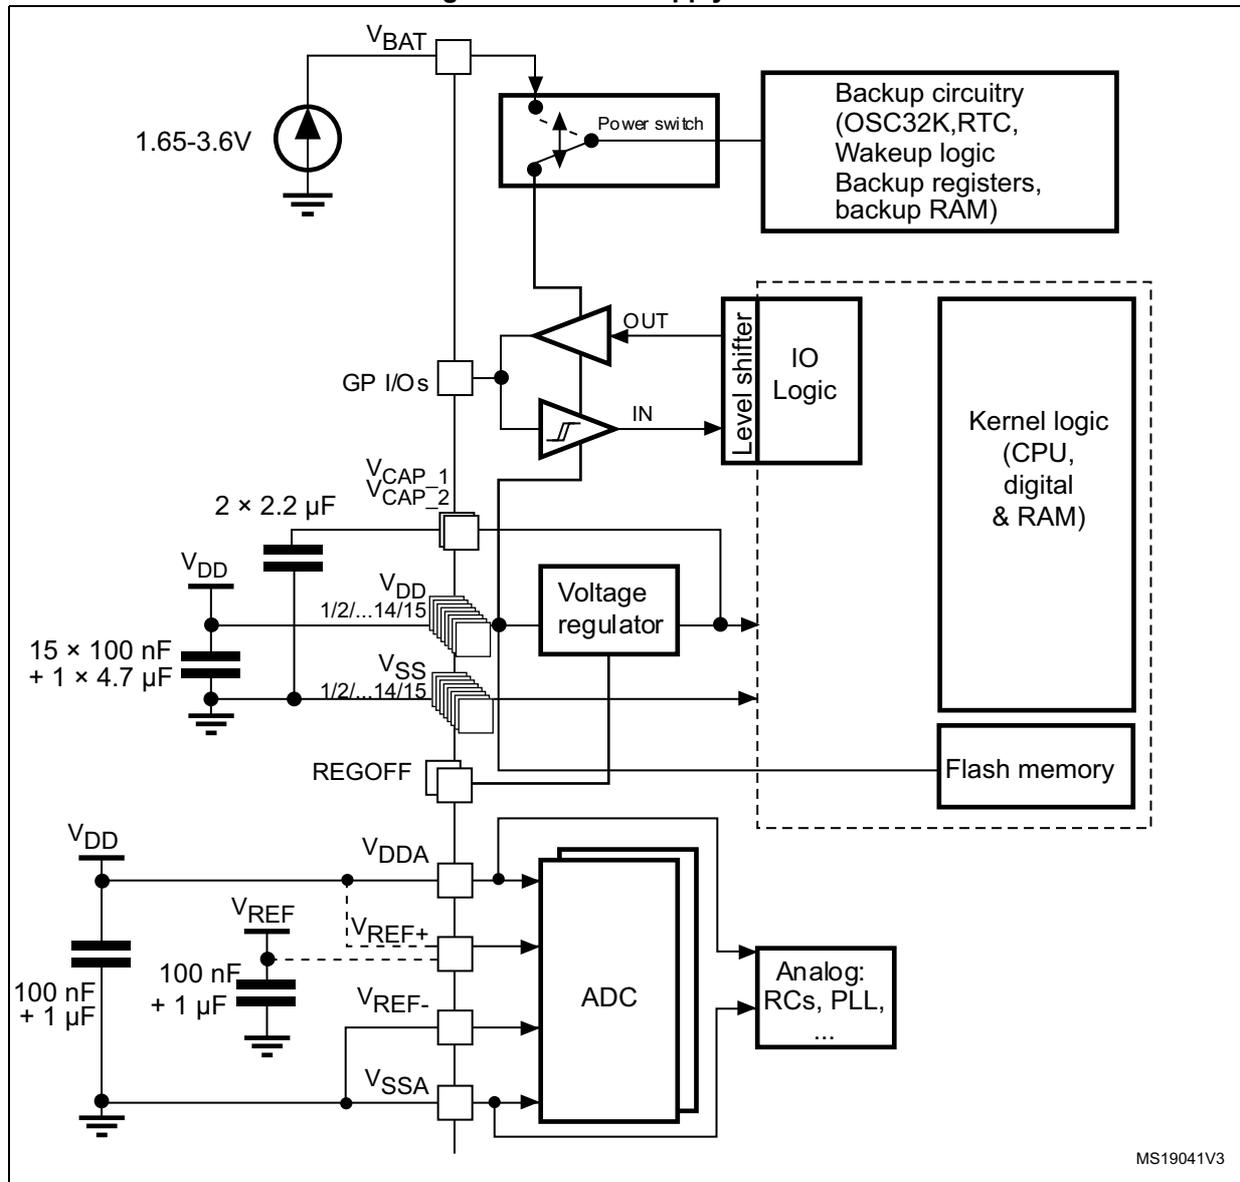 VBAT
1.65-3.6V
Power switch
Backup circuitry
(OSC32K,RTC,
Wakeup logic
Backup registers,
backup RAM)
OUT
GP I/Os
IN
Level shifter
IO
Logic
Kernel logic
(CPU,
digital
& RAM)
VCAP_1
VCAP_2
2 × 2.2 µF
VDD
VDD
1/2/...14/15
Voltage
regulator
15 × 100 nF
+ 1 × 4.7 µF
VSS
1/2/...14/15
REGOFF
Flash memory
VDD
VDDA
VREF
VREF+
100 nF
+ 1 µF
100 nF
+ 1 µF
VREF-
ADC
Analog:
RCs, PLL,
...
VSSA
MS19041V3